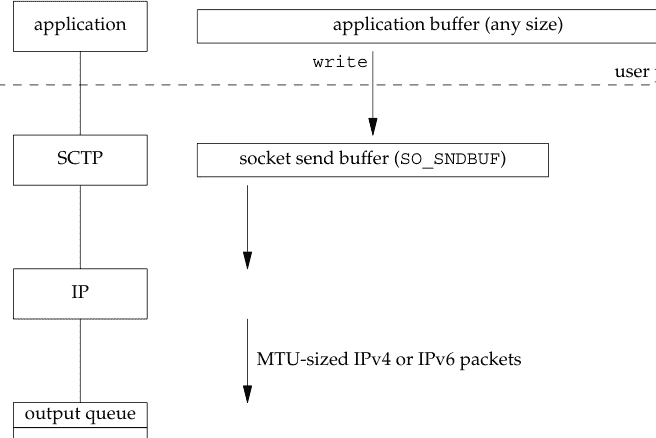 application
application buffer (any size)
write
user
SCTP
socket send buffer (SO_SNDBUF)
IP
MTU-sized IPv4 or IPv6 packets
output queue